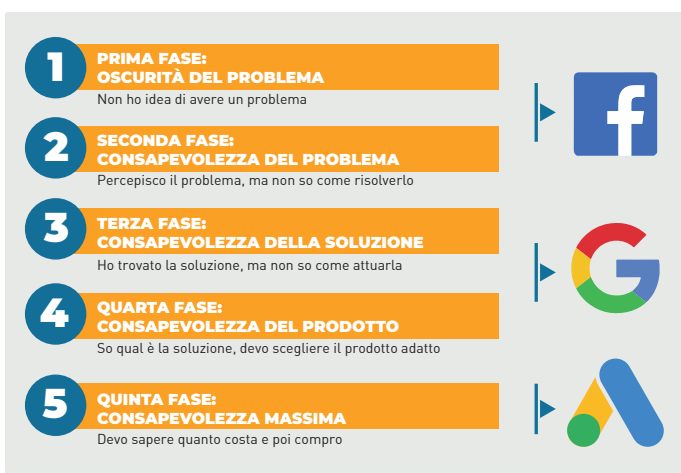 1
PRIMA FASE:
OSCURITÀ DEL PROBLEMA
Non ho idea di avere un problema
2
SECONDA FASE:
CONSAPEVOLEZZA DEL PROBLEMA
Percepisco il problema, ma non so come risolverlo
3
TERZA FASE:
CONSAPEVOLEZZA DELLA SOLUZIONE
Ho trovato la soluzione, ma non so come attuarla
4
QUARTA FASE:
CONSAPEVOLEZZA DEL PRODOTTO
So qual è la soluzione, devo scegliere il prodotto adatto
5
QUINTA FASE:
CONSAPEVOLEZZA MASSIMA
Devo sapere quanto costa e poi compro
f
G